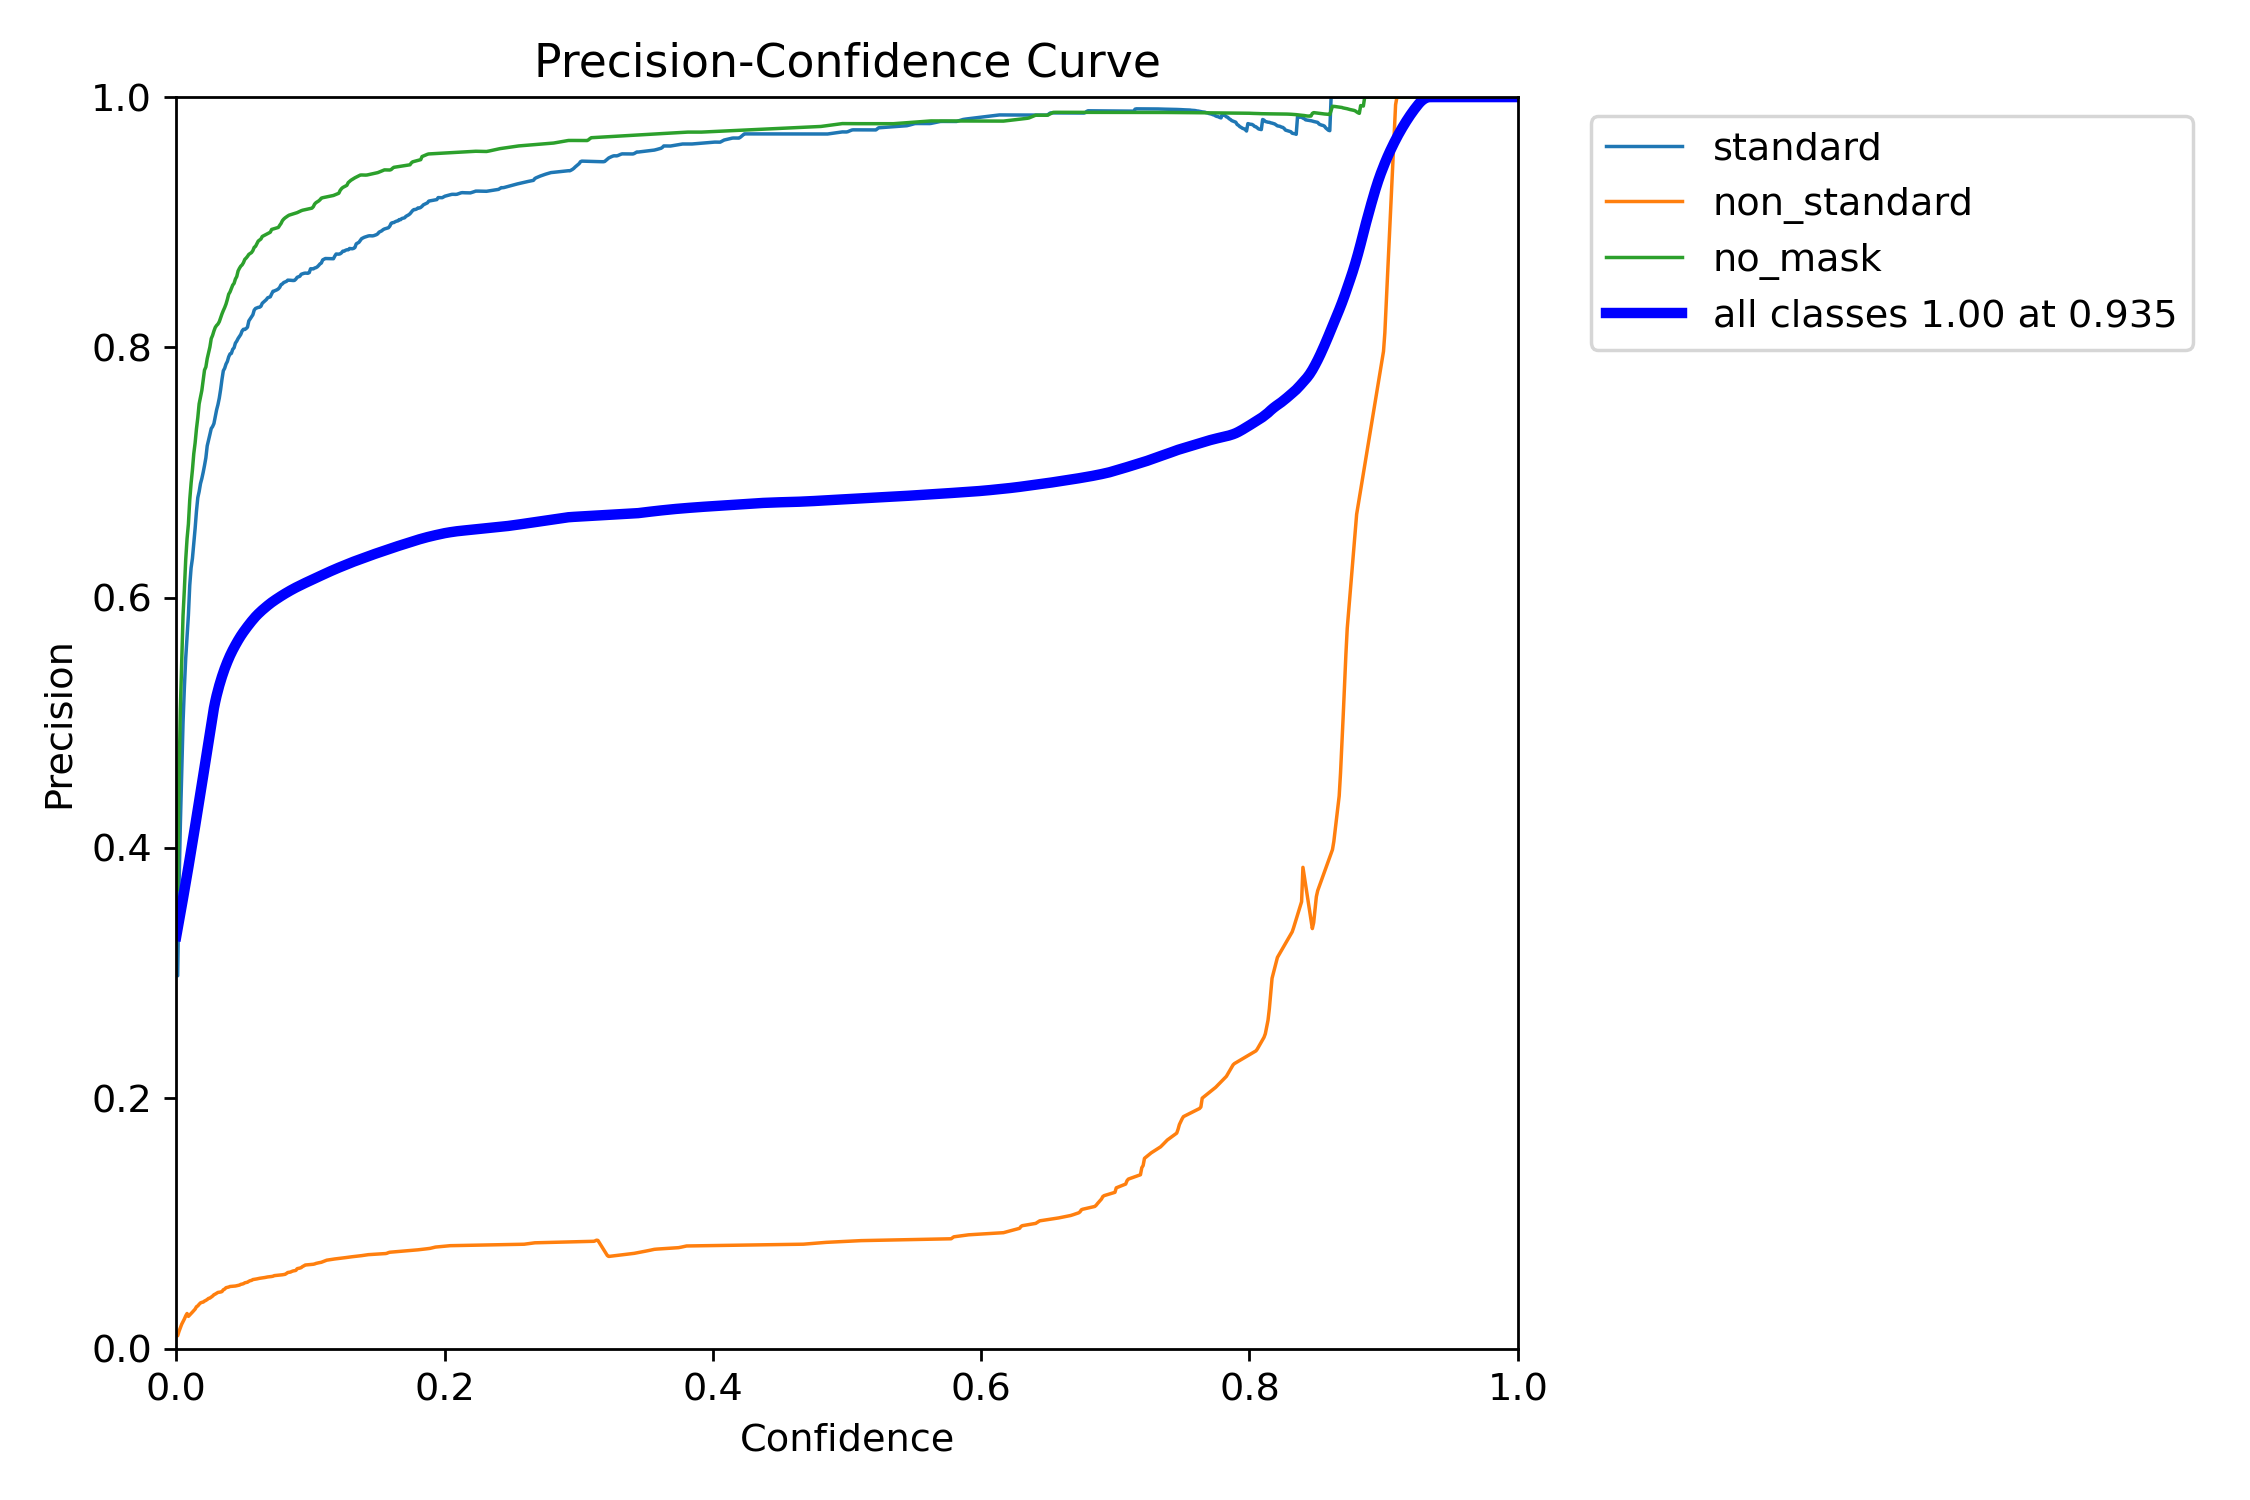 Precision-Confidence Curve
1.0
0.8
0.6
0.4
0.2
0.0
Precision
0.0 0.2 0.4 0.6 0.8 1.0
Confidence
standard
non_standard
no_mask
all classes 1.00 at 0.935